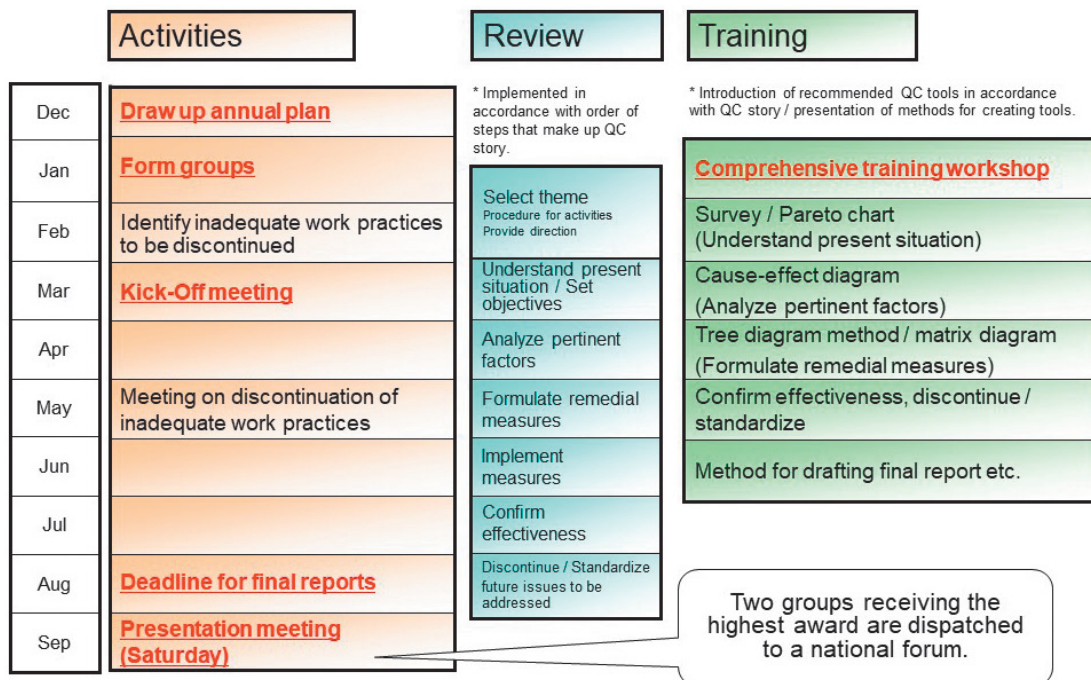 Activities
Review
Training
* Implemented in
accordance with order of
steps that make up QC
story.
* Introduction of recommended QC tools in accordance
with QC story / presentation of methods for creating tools.
Dec
Draw up annual plan
Jan
Form groups
Select theme
Procedure for activities
Provide direction
Comprehensive training workshop
Feb
Identify inadequate work practices
to be discontinued
Survey / Pareto chart
(Understand present situation)
Mar
Kick-Off meeting
Understand present
situation / Set
objectives
Cause-effect diagram
(Analyze pertinent factors)
Apr
Analyze pertinent
factors
Tree diagram method / matrix diagram
(Formulate remedial measures)
May
Meeting on discontinuation of
inadequate work practices
Formulate remedial
measures
Confirm effectiveness, discontinue /
standardize
Jun
Implement
measures
Method for drafting final report etc.
Jul
Confirm
effectiveness
Aug
Deadline for final reports
Discontinue / Standardize
future issues to be
addressed
Sep
Presentation meeting
(Saturday)
Two groups receiving the
highest award are dispatched
to a national forum.